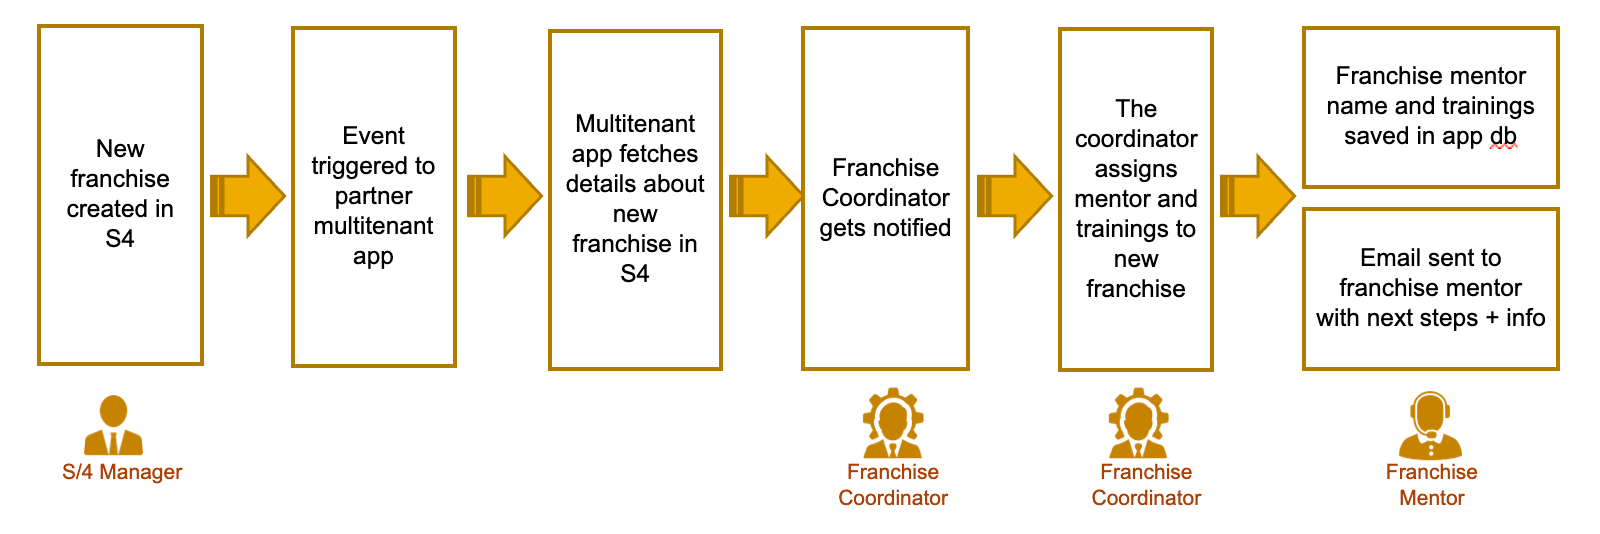 New
franchise
created in
S4
Event
triggered to
partner
multitenant
app
Multitenant
app fetches
details about
new
franchise in
S4
Franchise
Coordinator
gets notified
The
coordinator
assigns
mentor and
trainings to
new
franchise
Franchise mentor
name and trainings
saved in app db
Email sent to
franchise mentor
with next steps + info
S/4 Manager
Franchise
Coordinator
Franchise
Coordinator
Franchise
Mentor